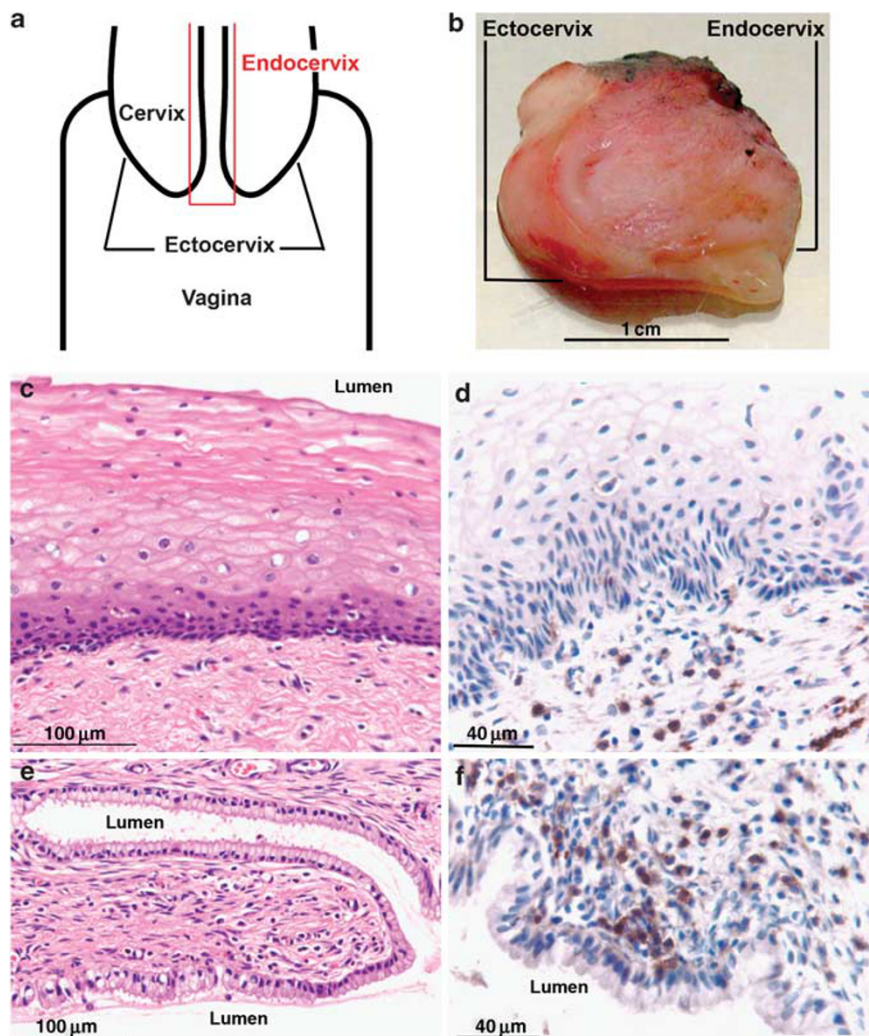 a
Endocervix
Cervix
Ectocervix
Vagina
b
Ectocervix Endocervix
1 cm
c
Lumen
100 µm
d
40 µm
e
Lumen
Lumen
100 µm
f
Lumen
40 µm